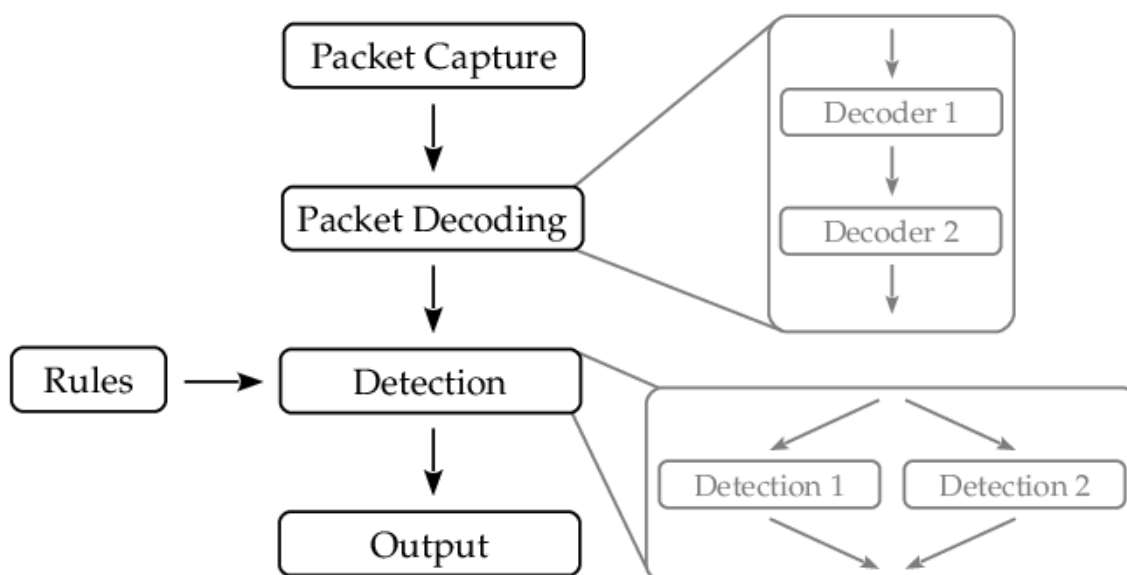 Packet Capture
Decoder 1
Packet Decoding
Decoder 2
Rules
Detection
Detection 1
Detection 2
Output